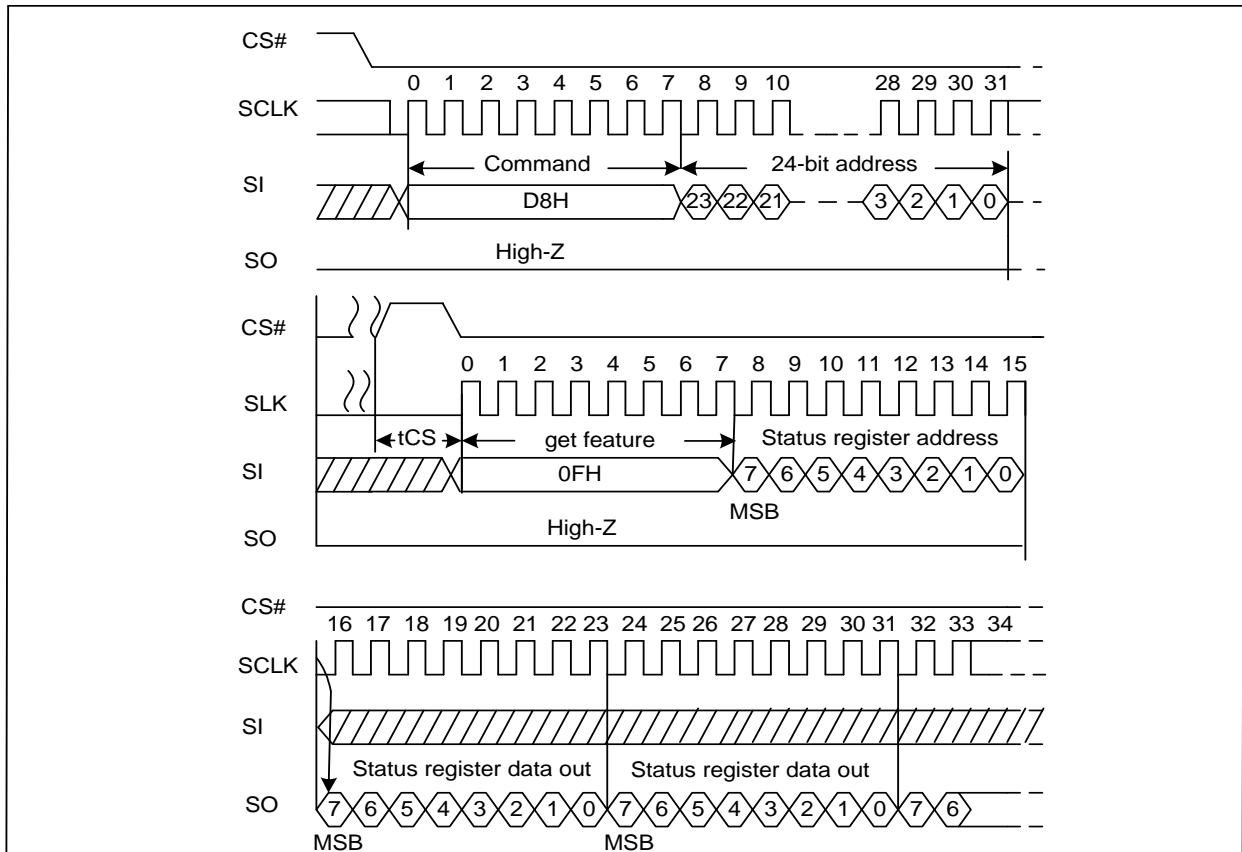 CS#
0 1 2 3 4 5 6 7 8 9 10 28 29 30 31
SCLK
Command 24-bit address
SI
D8H 23 22 21 3 2 1 0
High-Z
SO
CS#
0 1 2 3 4 5 6 7 8 9 10 11 12 13 14 15
SLK
tCS get feature Status register address
SI
0FH 7 6 5 4 3 2 1 0
MSB
High-Z
SO
CS#
16 17 18 19 20 21 22 23 24 25 26 27 28 29 30 31 32 33 34
SCLK
SI
Status register data out Status register data out
SO 7 6 5 4 3 2 1 0 7 6 5 4 3 2 1 0 7 6
MSB MSB